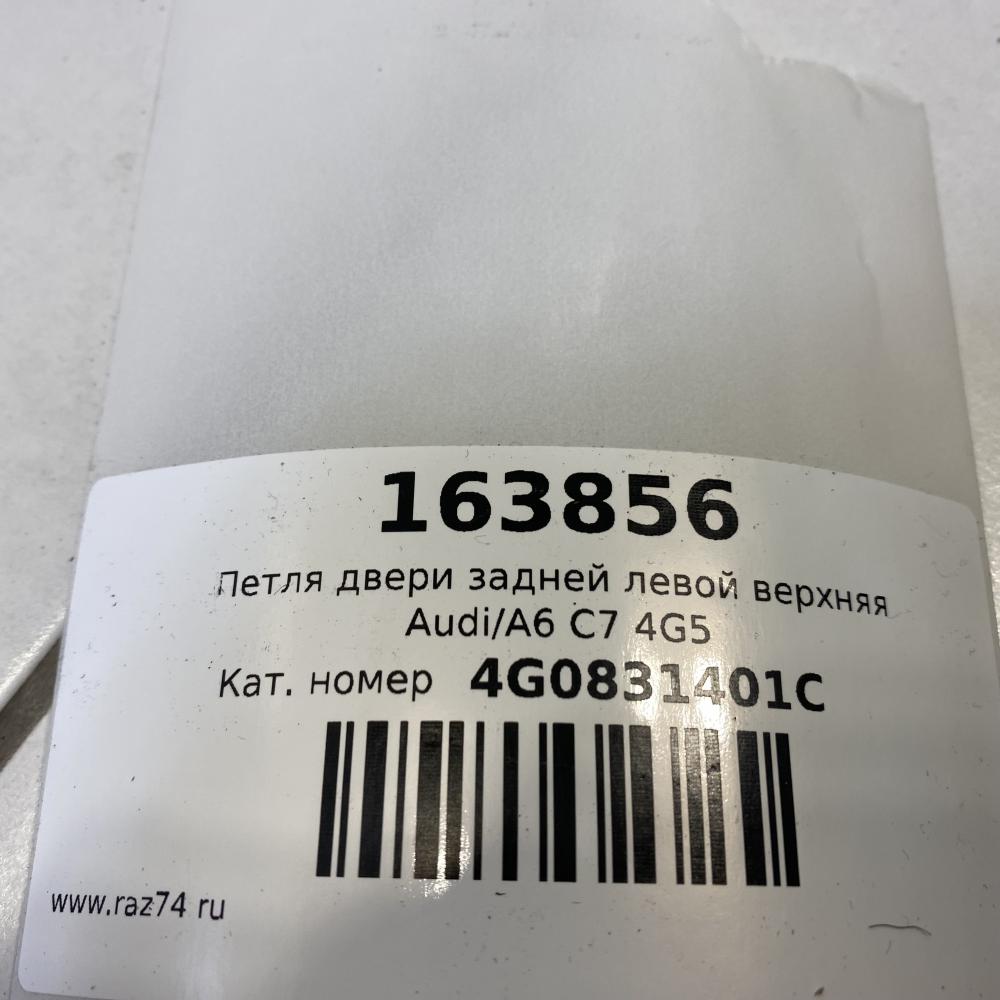 163856
Петля двери задней левой верхняя
Audi/A6 C7 4G5
Кат. номер 4G0831401C
www.raz74 ru